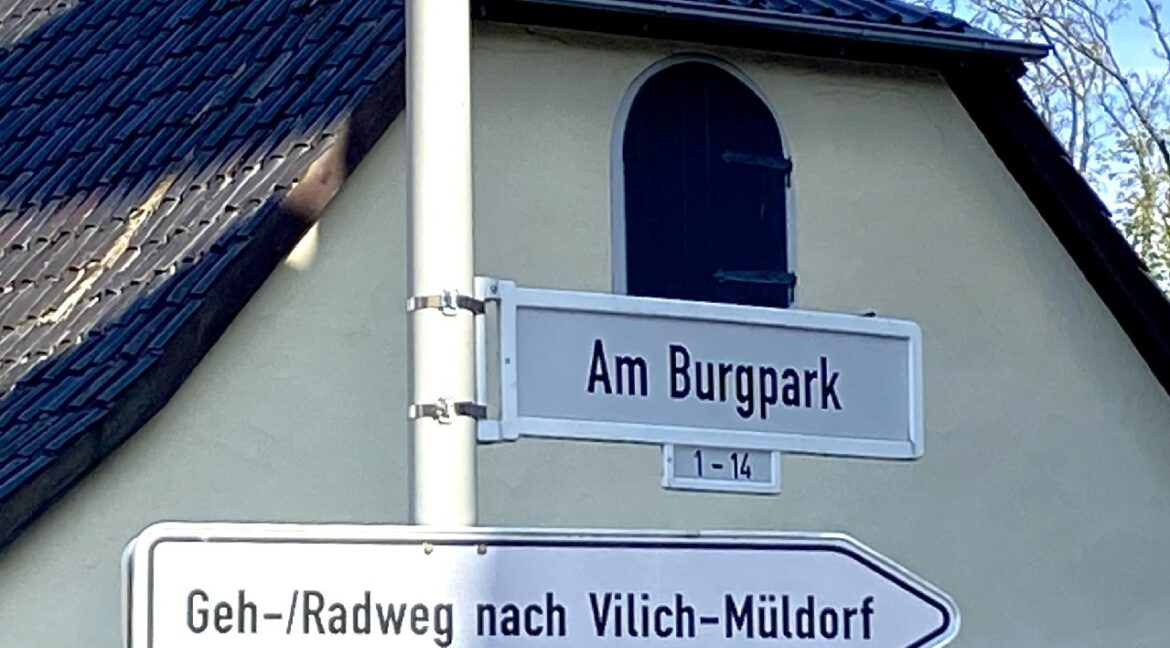 Am Burgpark
1-14
Geh-/Radweg nach Vilich-Müldorf